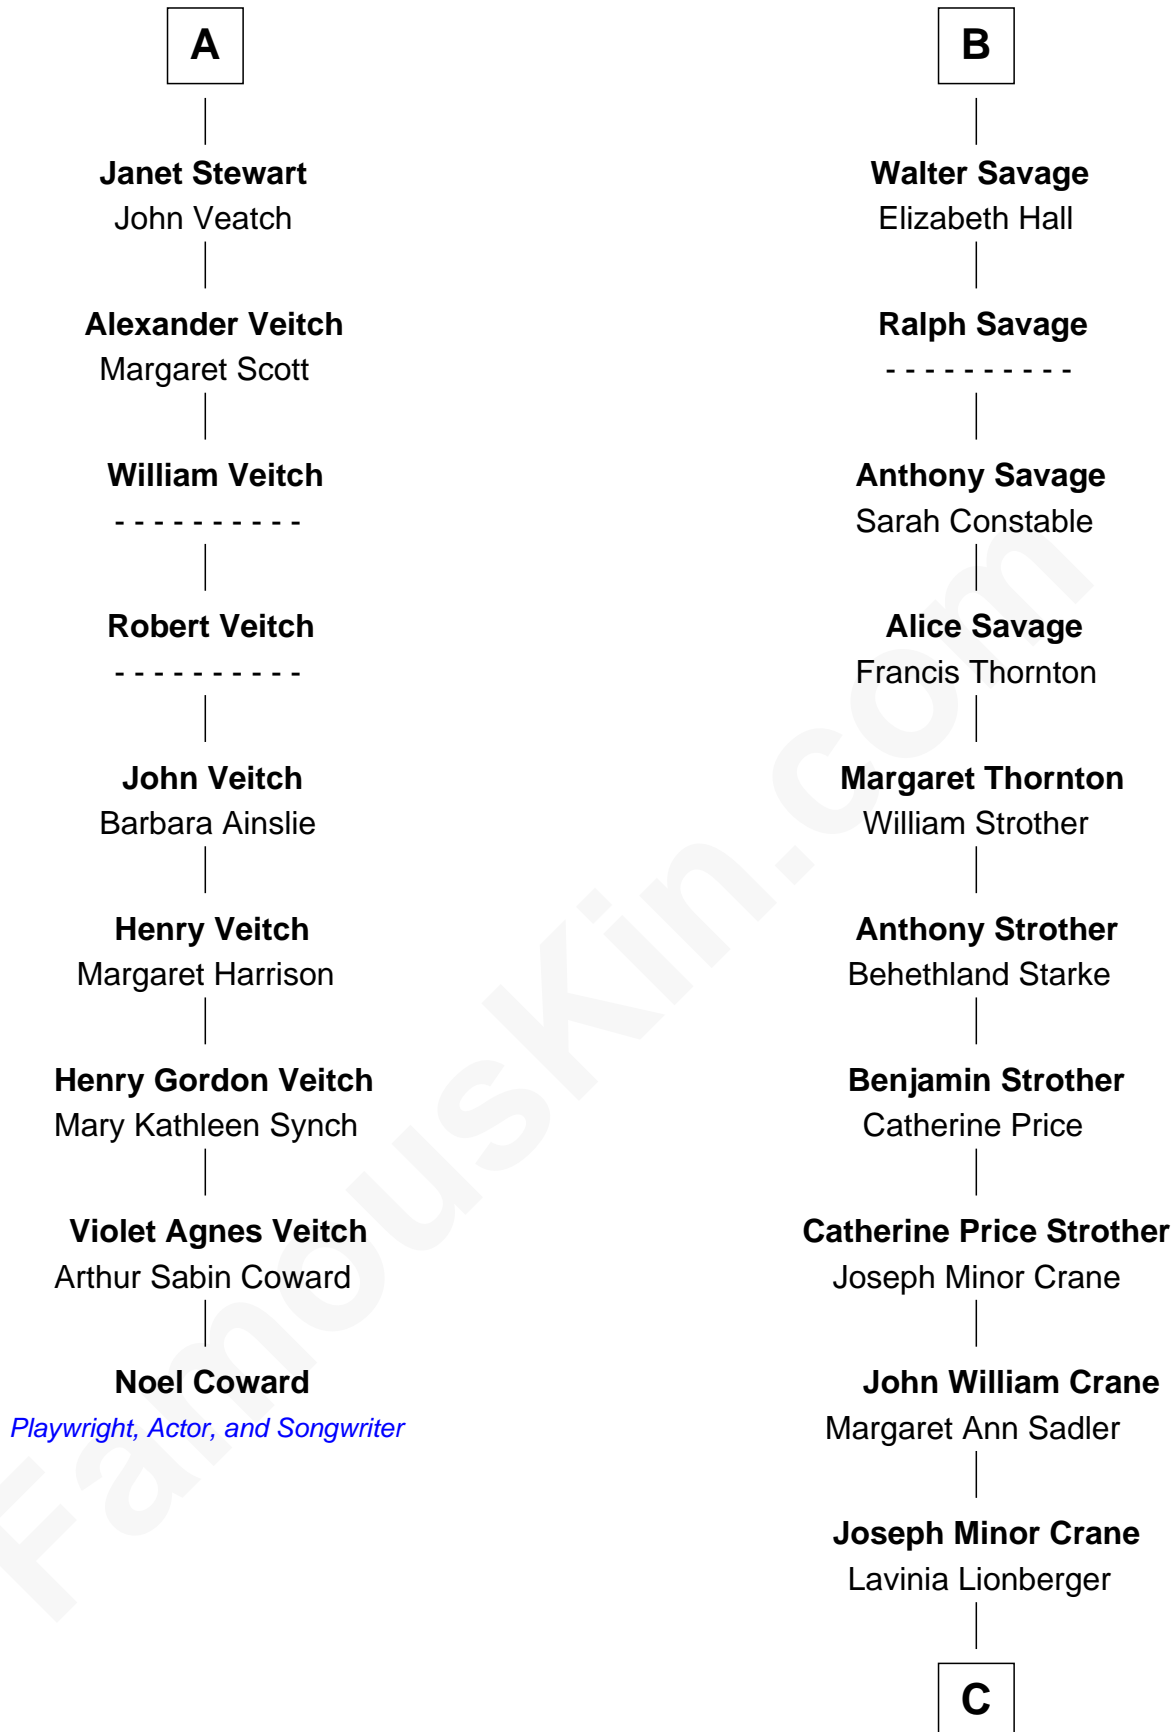 A
Janet Stewart
John Veatch
Alexander Veitch
Margaret Scott
William Veitch
- - - - - - - - - -
Robert Veitch
- - - - - - - - - -
John Veitch
Barbara Ainslie
Henry Veitch
Margaret Harrison
Henry Gordon Veitch
Mary Kathleen Synch
Violet Agnes Veitch
Arthur Sabin Coward
Noel Coward
Playwright, Actor, and Songwriter
B
Walter Savage
Elizabeth Hall
Ralph Savage
- - - - - - - - - -
Anthony Savage
Sarah Constable
Alice Savage
Francis Thornton
Margaret Thornton
William Strother
Anthony Strother
Behethland Starke
Benjamin Strother
Catherine Price
Catherine Price Strother
Joseph Minor Crane
John William Crane
Margaret Ann Sadler
Joseph Minor Crane
Lavinia Lionberger
C
FamousKin.com